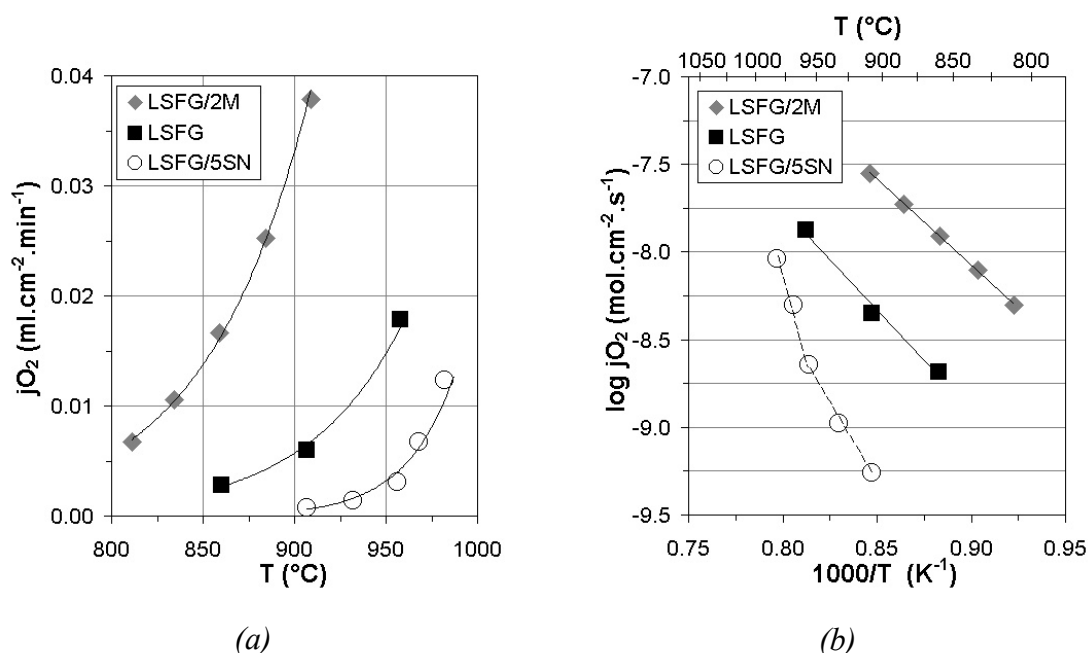 0.04
0.03
0.02
0.01
0.00
jO₂ (ml.cm⁻².min⁻¹)
LSFG/2M
LSFG
LSFG/5SN
800 850 900 950 1000
T (°C)
(a)
T (°C)
1050 1000 950 900 850 800
-7.0
-7.5
-8.0
-8.5
-9.0
-9.5
log jO₂ (mol.cm⁻².s⁻¹)
LSFG/2M
LSFG
LSFG/5SN
0.75 0.80 0.85 0.90 0.95
1000/T (K⁻¹)
(b)